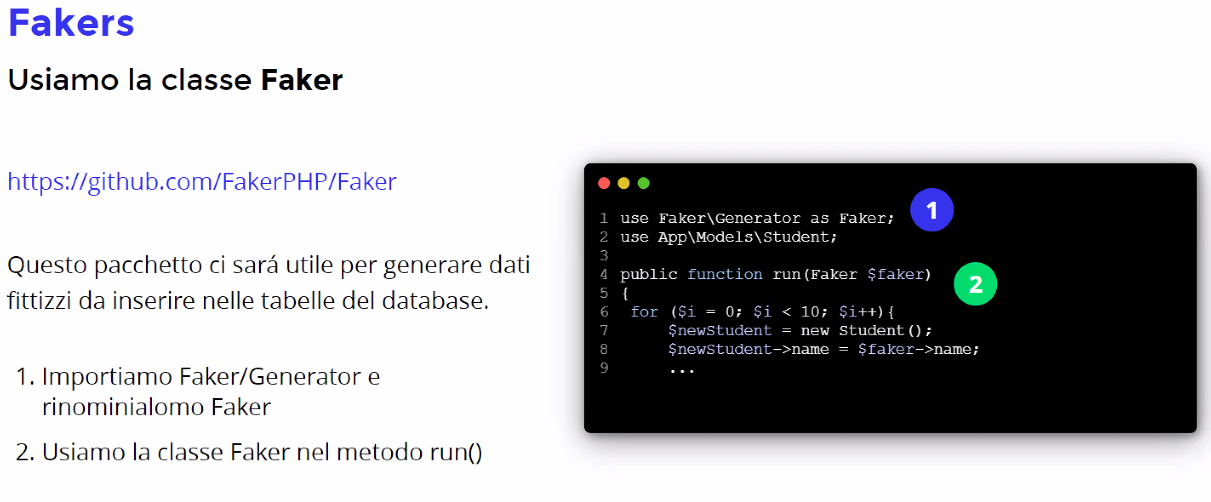 Fakers
Usiamo la classe Faker
https://github.com/FakerPHP/Faker
Questo pacchetto ci sará utile per generare dati
fittizzi da inserire nelle tabelle del database.
1. Importiamo Faker/Generator e
rinominialomo Faker
2. Usiamo la classe Faker nel metodo run()
1 use Faker\Generator as Faker;
1
2 use App\Models\Student;
3
4 public function run(Faker $faker)
2
5 {
6 for ($i = 0; $i < 10; $i++){
7 $newStudent = new Student();
8 $newStudent->name = $faker->name;
9 ...